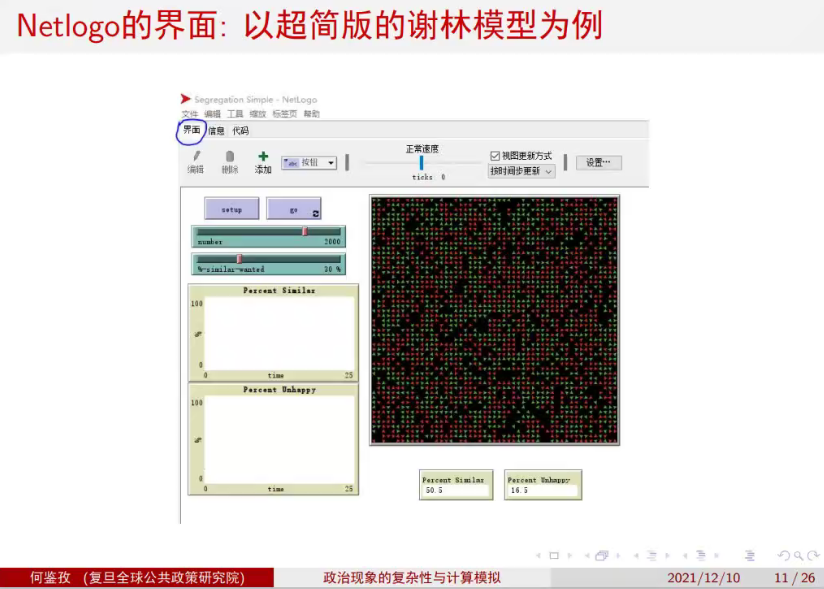 Netlogo的界面: 以超简版的谢林模型为例
Segregation Simple - NetLogo
文件 编辑 工具 缩放 标签页 帮助
界面 信息 代码
正常速度
编辑 删除 添加 abc 按钮
ticks: 0
视图更新方式
按时间步更新
设置...
setup go
number 2000
%-similar-wanted 30 %
Percent Similar
100
%
0
0 time 25
Percent Unhappy
100
%
0
0 time 25
Percent Similar
50.5
Percent Unhappy
16.5
何鉴孜 (复旦全球公共政策研究院) 政治现象的复杂性与计算模拟 2021/12/10 11 / 26